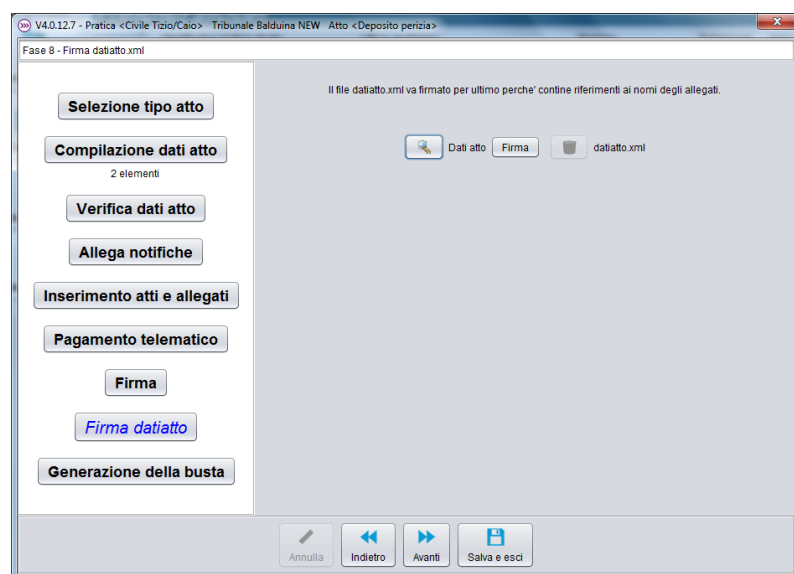 V4.0.12.7 - Pratica <Civile Tizio/Caio>   Tribunale Balduina NEW   Atto <Deposito perizia>
Fase 8 - Firma datiatto.xml
Il file datiatto.xml va firmato per ultimo perche' contine riferimenti ai nomi degli allegati.
Dati atto Firma datiatto.xml
Selezione tipo atto
Compilazione dati atto
2 elementi
Verifica dati atto
Allega notifiche
Inserimento atti e allegati
Pagamento telematico
Firma
Firma datiatto
Generazione della busta
Annulla Indietro Avanti Salva e esci